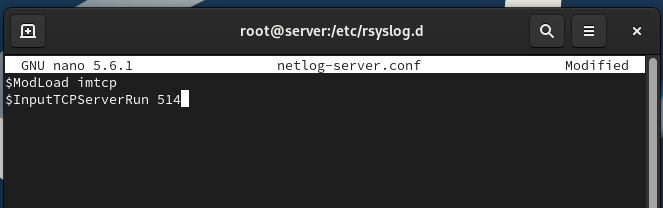 root@server:/etc/rsyslog.d
GNU nano 5.6.1 netlog-server.conf Modified
$ModLoad imtcp
$InputTCPServerRun 514